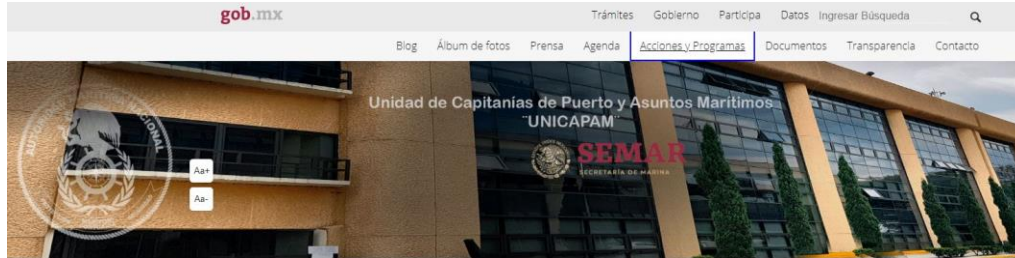 gob.mx
Trámites Gobierno Participa Datos Ingresar Búsqueda
Blog Álbum de fotos Prensa Agenda Acciones y Programas Documentos Transparencia Contacto
Unidad de Capitanías de Puerto y Asuntos Marítimos
¨UNICAPAM¨
SEMAR
SECRETARÍA DE MARINA
Aa+
Aa-